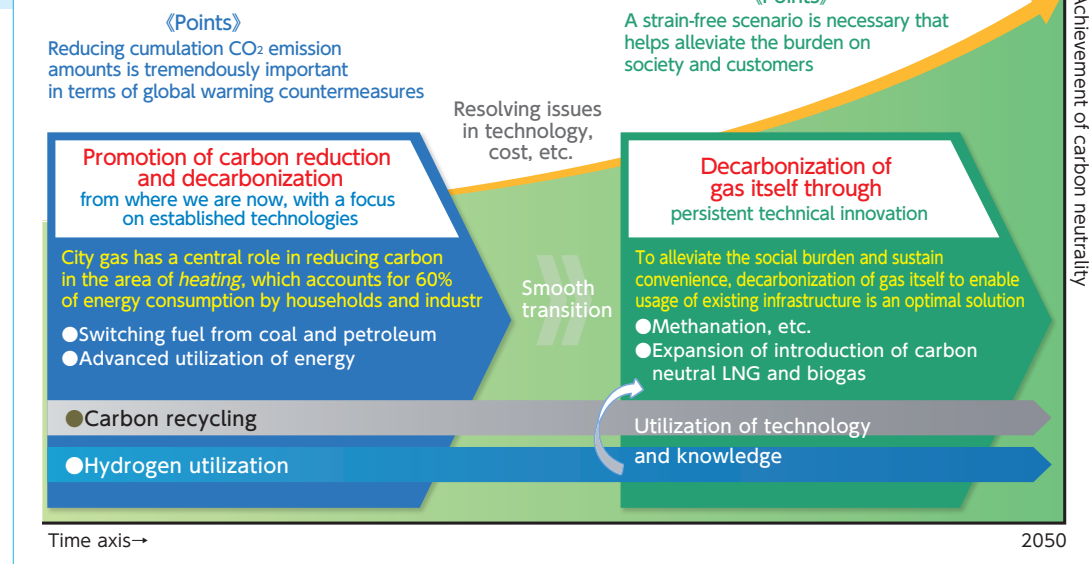 《Points》
Reducing cumulation CO₂ emission
amounts is tremendously important
in terms of global warming countermeasures
《Points》
A strain-free scenario is necessary that
helps alleviate the burden on
society and customers
Resolving issues
in technology,
cost, etc.
Promotion of carbon reduction
and decarbonization
from where we are now, with a focus
on established technologies
City gas has a central role in reducing carbon
in the area of heating, which accounts for 60%
of energy consumption by households and industr
●Switching fuel from coal and petroleum
●Advanced utilization of energy
Smooth
transition
Decarbonization of
gas itself through
persistent technical innovation
To alleviate the social burden and sustain
convenience, decarbonization of gas itself to enable
usage of existing infrastructure is an optimal solution
●Methanation, etc.
●Expansion of introduction of carbon
neutral LNG and biogas
●Carbon recycling
●Hydrogen utilization
Utilization of technology
and knowledge
Achievement of carbon neutrality
Time axis→
2050